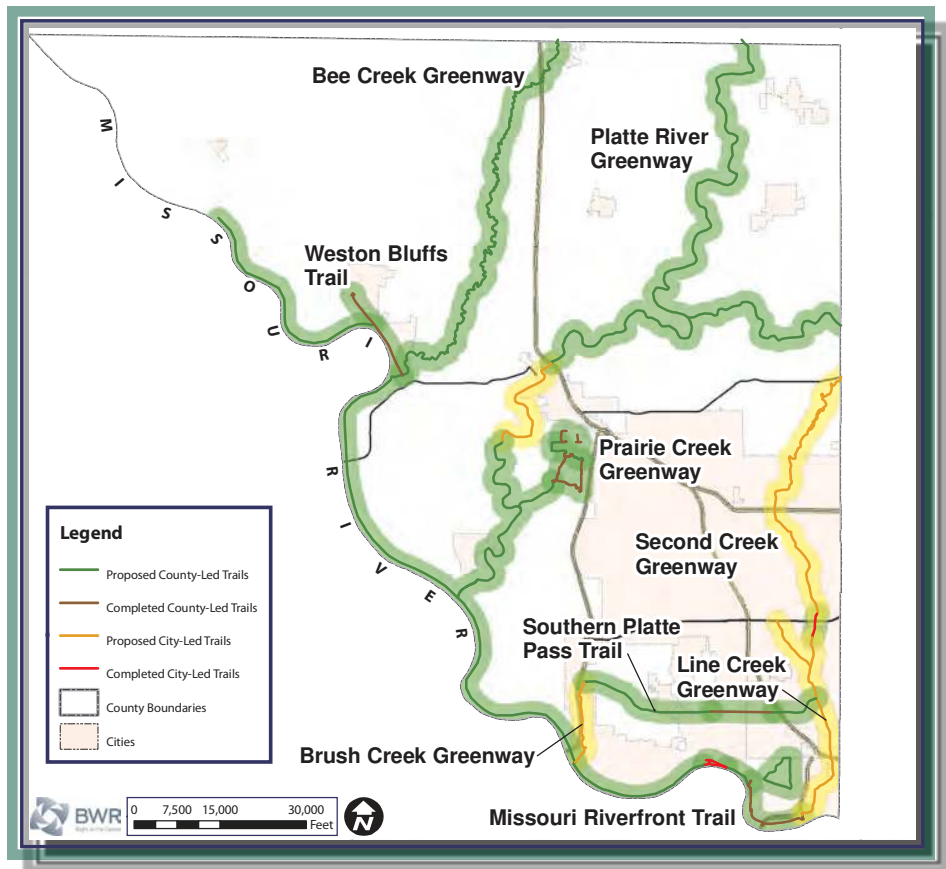 Bee Creek Greenway
Platte River
Greenway
Weston Bluffs
Trail
MISSOURI
RIVER
Prairie Creek
Greenway
Second Creek
Greenway
Southern Platte
Pass Trail
Line Creek
Greenway
Brush Creek Greenway
Missouri Riverfront Trail
Legend
Proposed County-Led Trails
Completed County-Led Trails
Proposed City-Led Trails
Completed City-Led Trails
County Boundaries
Cities
BWR
0 7,500 15,000 30,000
Feet
N